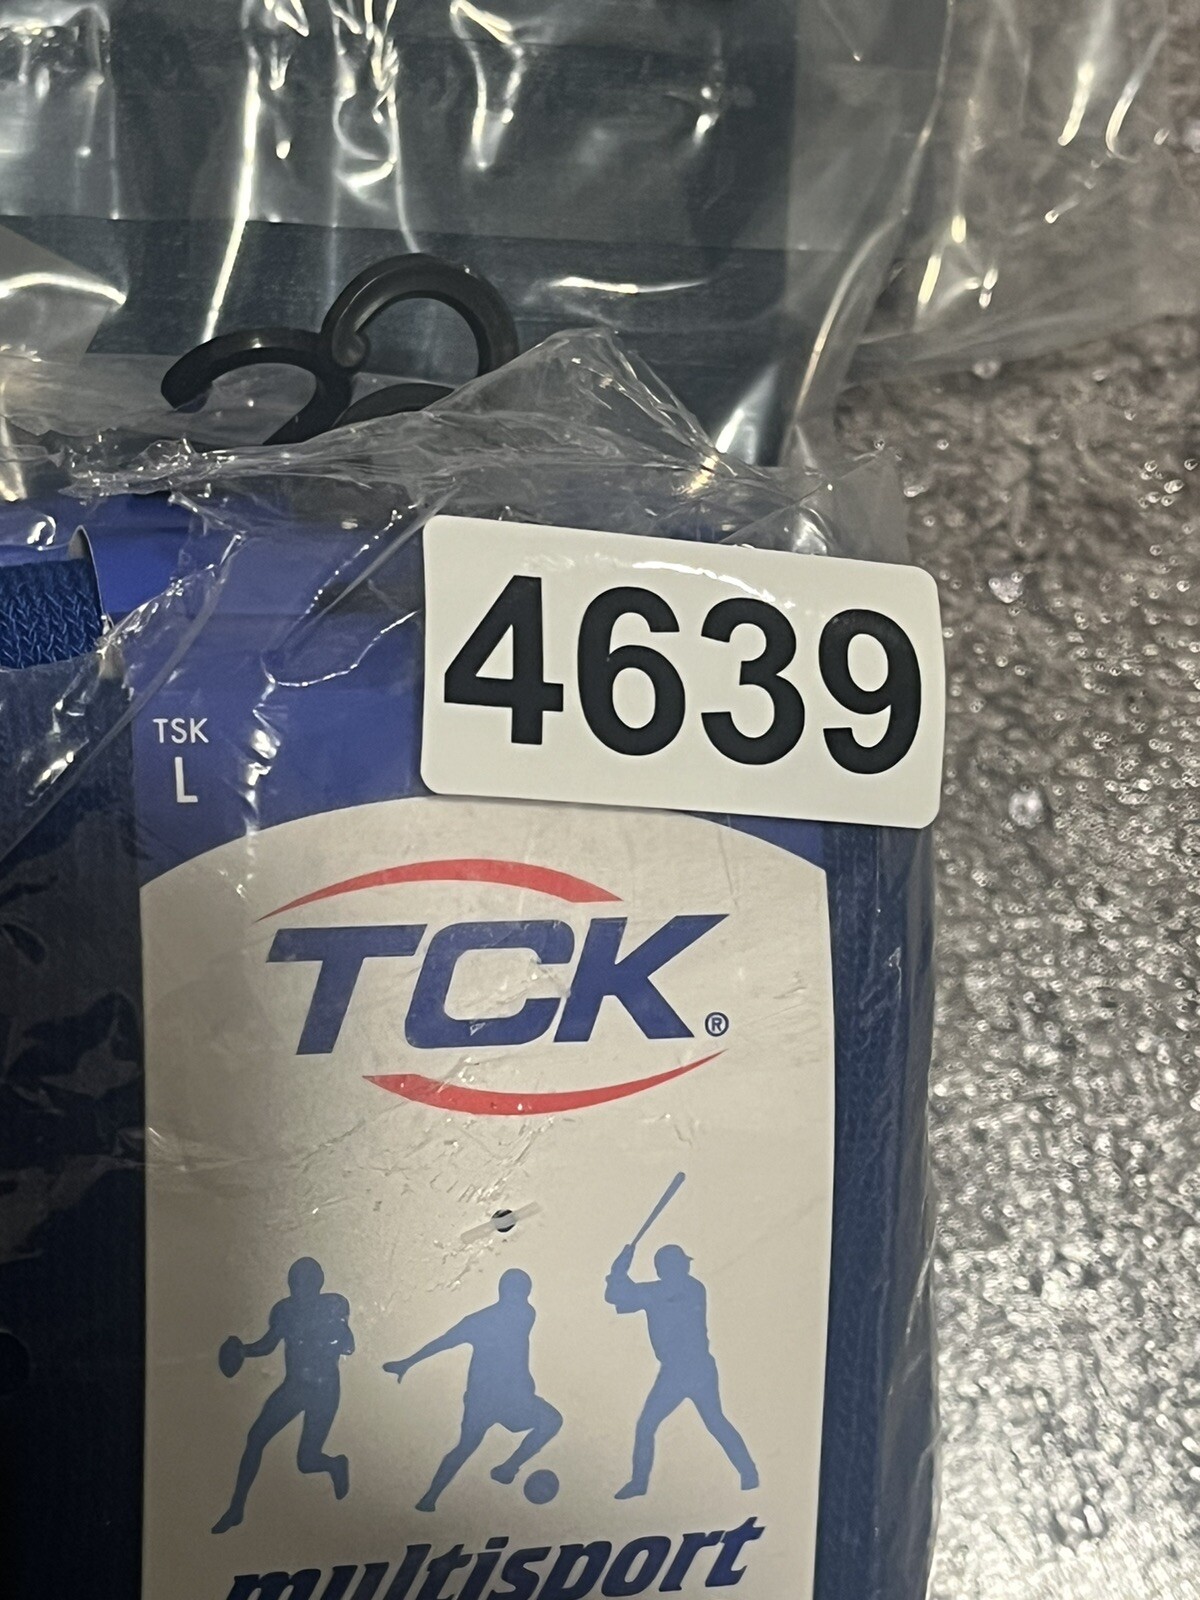 4639
TSK
L
TCK®
multisport